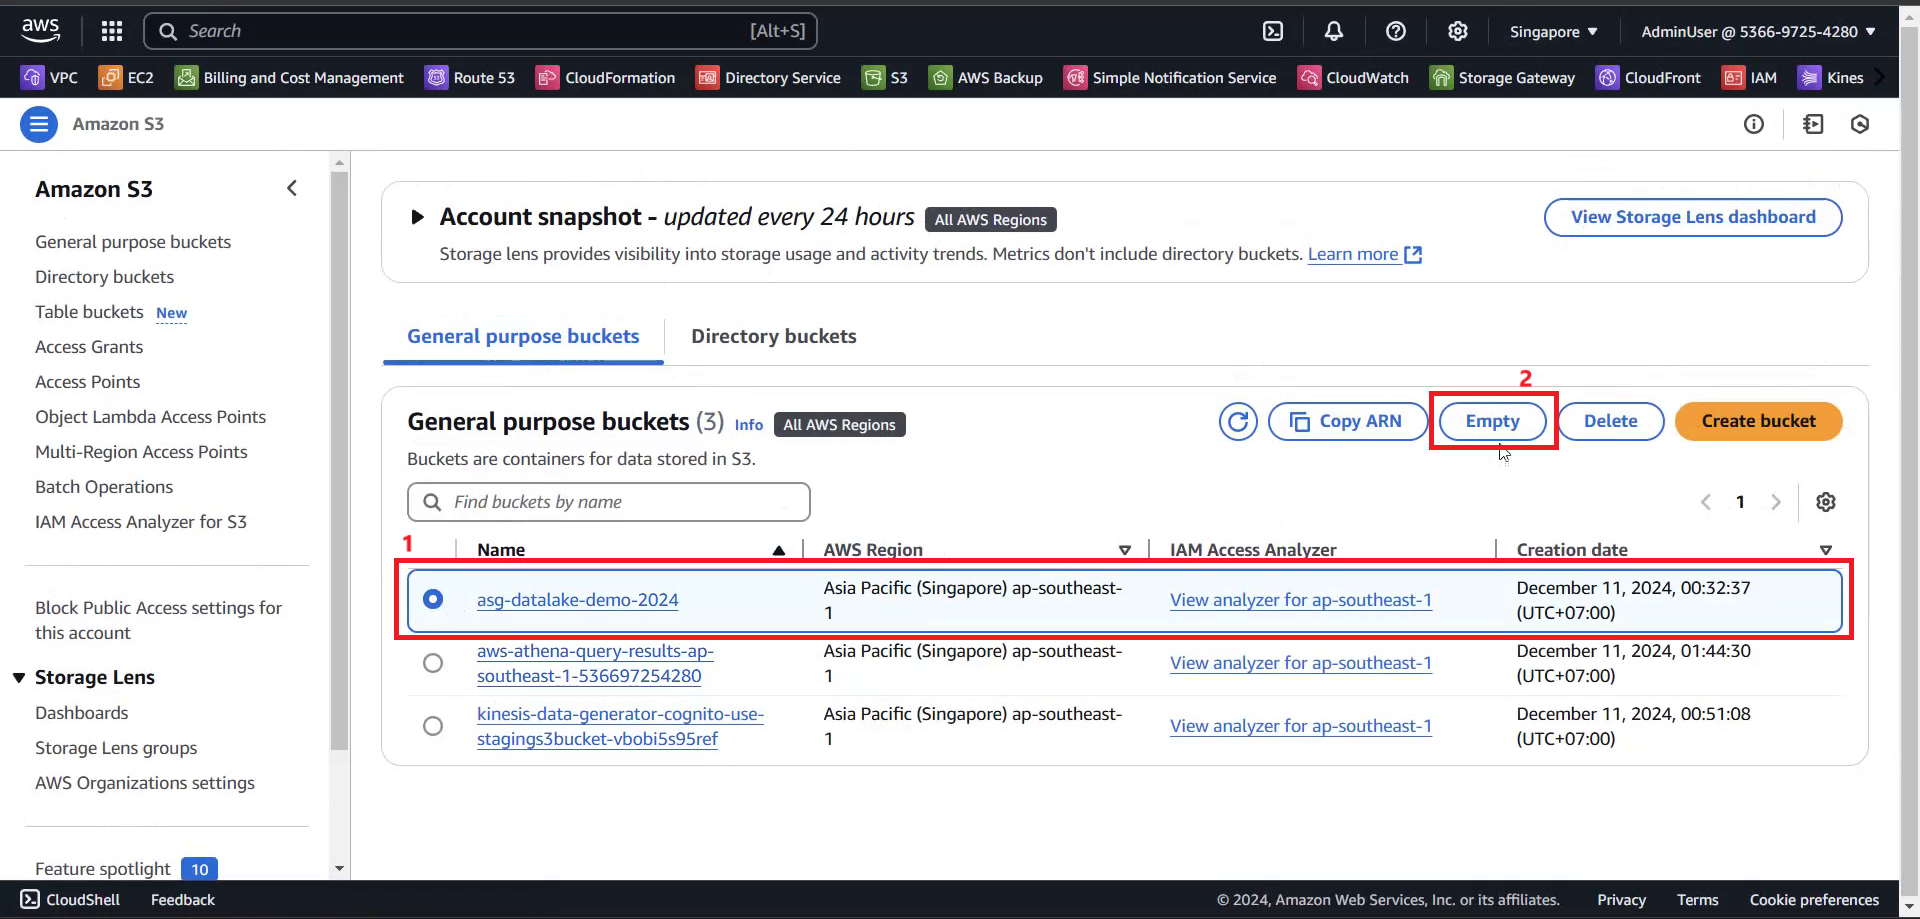 aws
Search [Alt+S]
Singapore
AdminUser @ 5366-9725-4280
VPC EC2 Billing and Cost Management Route 53 CloudFormation Directory Service S3 AWS Backup Simple Notification Service CloudWatch Storage Gateway CloudFront IAM Kines
Amazon S3
Amazon S3
General purpose buckets
Directory buckets
Table buckets New
Access Grants
Access Points
Object Lambda Access Points
Multi-Region Access Points
Batch Operations
IAM Access Analyzer for S3
Block Public Access settings for
this account
Storage Lens
Dashboards
Storage Lens groups
AWS Organizations settings
Feature spotlight 10
Account snapshot - updated every 24 hours All AWS Regions
View Storage Lens dashboard
Storage lens provides visibility into storage usage and activity trends. Metrics don't include directory buckets. Learn more
General purpose buckets
Directory buckets
2
General purpose buckets (3) Info All AWS Regions
Copy ARN
Empty
Delete
Create bucket
Buckets are containers for data stored in S3.
Find buckets by name
1
1
Name AWS Region IAM Access Analyzer Creation date
asg-datalake-demo-2024
Asia Pacific (Singapore) ap-southeast-
1
View analyzer for ap-southeast-1
December 11, 2024, 00:32:37
(UTC+07:00)
aws-athena-query-results-ap-
southeast-1-536697254280
Asia Pacific (Singapore) ap-southeast-
1
View analyzer for ap-southeast-1
December 11, 2024, 01:44:30
(UTC+07:00)
kinesis-data-generator-cognito-use-
stagings3bucket-vbobi5s95ref
Asia Pacific (Singapore) ap-southeast-
1
View analyzer for ap-southeast-1
December 11, 2024, 00:51:08
(UTC+07:00)
CloudShell Feedback
© 2024, Amazon Web Services, Inc. or its affiliates. Privacy Terms Cookie preferences